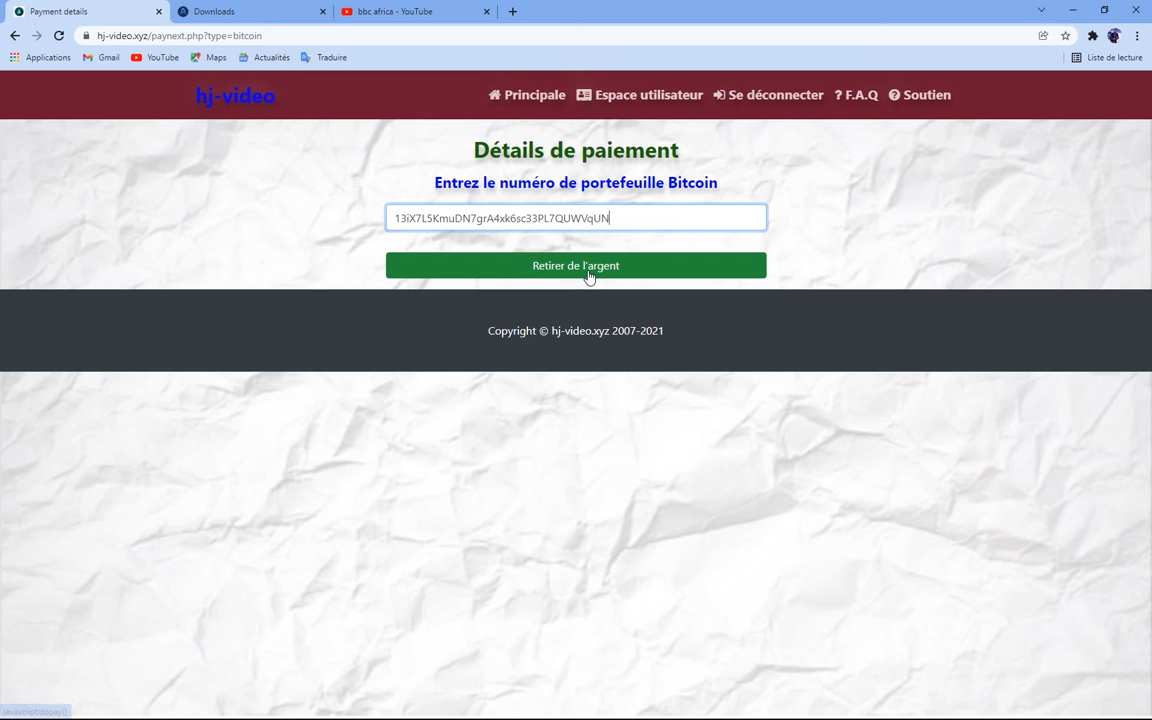 Payment details
Downloads
bbc africa - YouTube
hj-video.xyz/paynext.php?type=bitcoin
Applications
Gmail
YouTube
Maps
Actualités
Traduire
Liste de lecture
hj-video
Principale
Espace utilisateur
Se déconnecter
? F.A.Q
Soutien
Détails de paiement
Entrez le numéro de portefeuille Bitcoin
13iX7L5KmuDN7grA4xk6sc33PL7QUWVqUN
Retirer de l'argent
Copyright © hj-video.xyz 2007-2021
javascript:dopay()